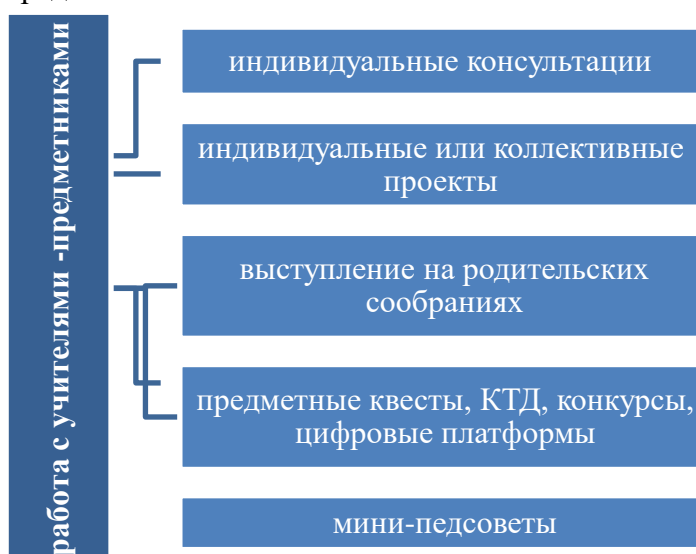 работа с учителями -предметниками
индивидуальные консультации
индивидуальные или коллективные
проекты
выступление на родительских
сообраниях
предметные квесты, КТД, конкурсы,
цифровые платформы
мини-педсоветы